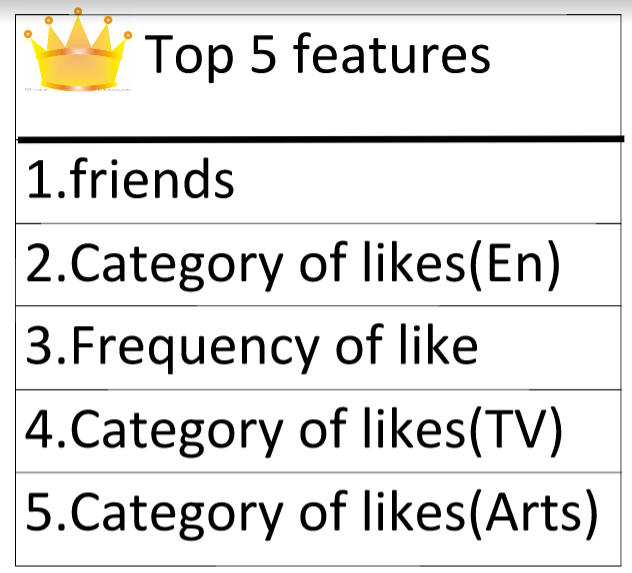 Top 5 features
1.friends
2.Category of likes(En)
3.Frequency of like
4.Category of likes(TV)
5.Category of likes(Arts)